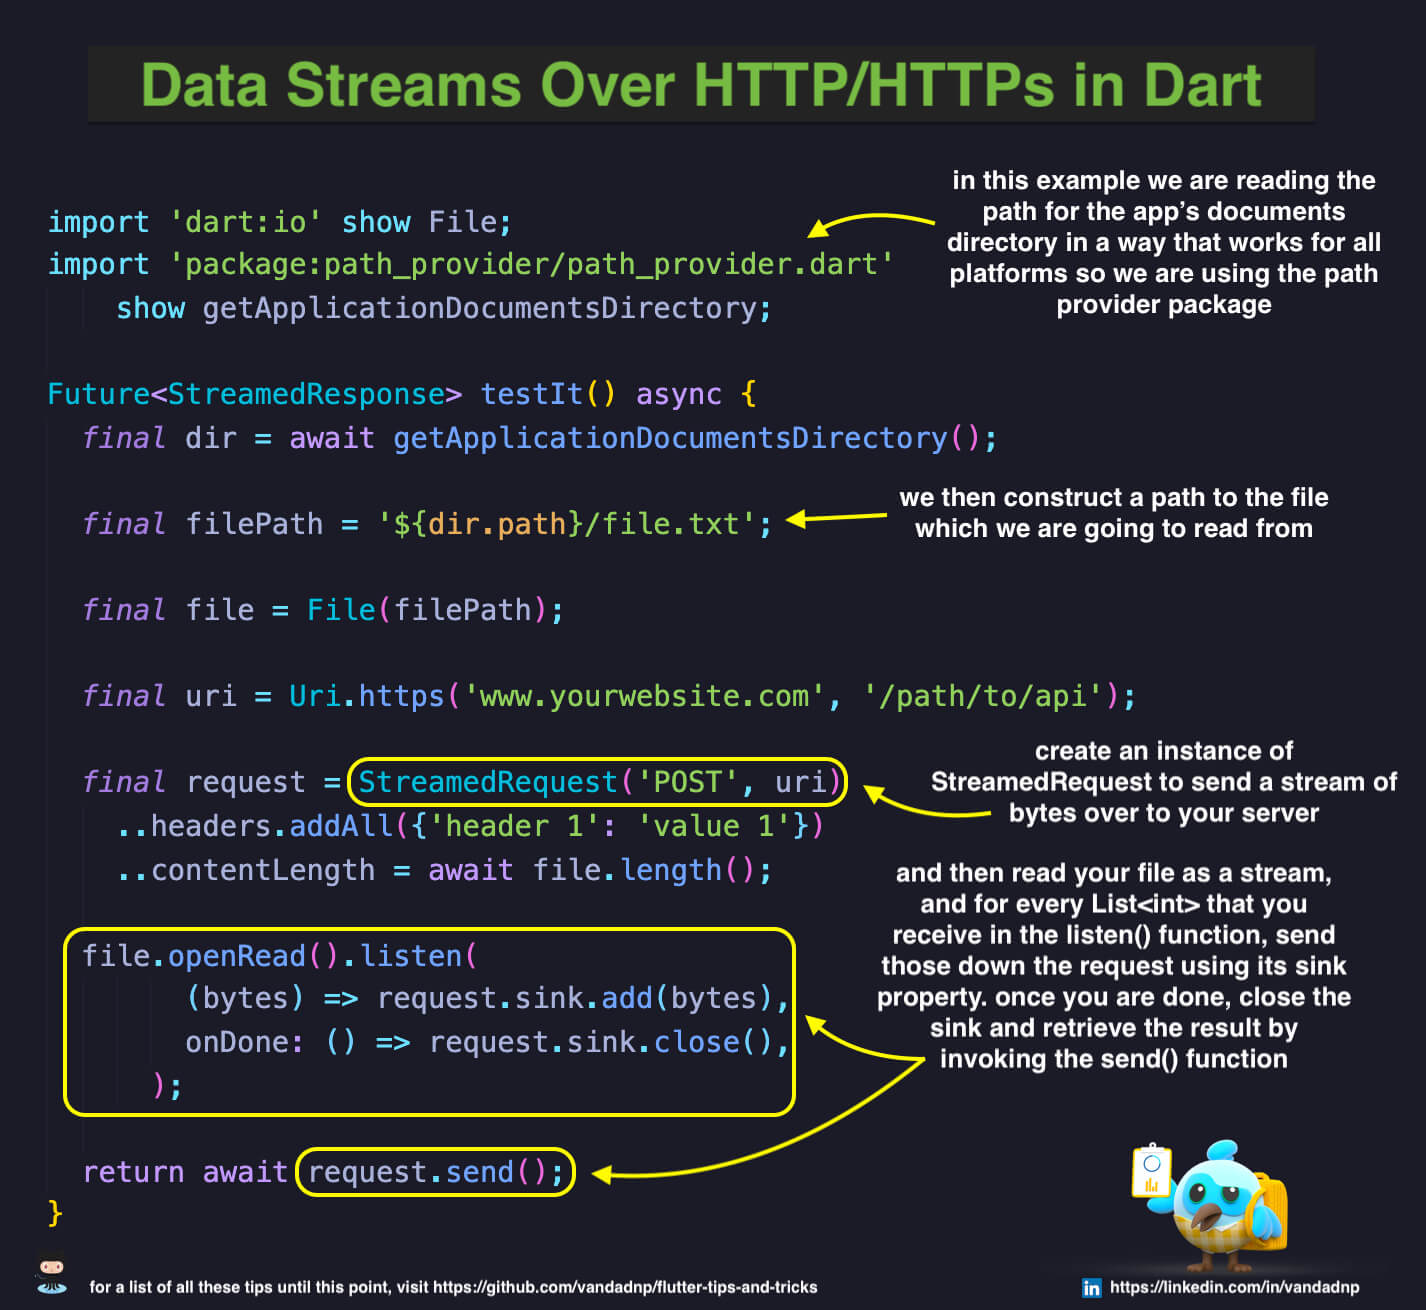 Data Streams Over HTTP/HTTPs in Dart
in this example we are reading the
path for the app's documents
directory in a way that works for all
platforms so we are using the path
provider package
import 'dart:io' show File;
import 'package:path_provider/path_provider.dart'
    show getApplicationDocumentsDirectory;
Future<StreamedResponse> testIt() async {
  final dir = await getApplicationDocumentsDirectory();
we then construct a path to the file
which we are going to read from
  final filePath = '${dir.path}/file.txt';
  final file = File(filePath);
  final uri = Uri.https('www.yourwebsite.com', '/path/to/api');
create an instance of
StreamedRequest to send a stream of
bytes over to your server
  final request = StreamedRequest('POST', uri)
    ..headers.addAll({'header 1': 'value 1'})
    ..contentLength = await file.length();
and then read your file as a stream,
and for every List<int> that you
receive in the listen() function, send
those down the request using its sink
property. once you are done, close the
sink and retrieve the result by
invoking the send() function
  file.openRead().listen(
        (bytes) => request.sink.add(bytes),
        onDone: () => request.sink.close(),
      );
  return await request.send();
}
for a list of all these tips until this point, visit https://github.com/vandadnp/flutter-tips-and-tricks
in https://linkedin.com/in/vandadnp